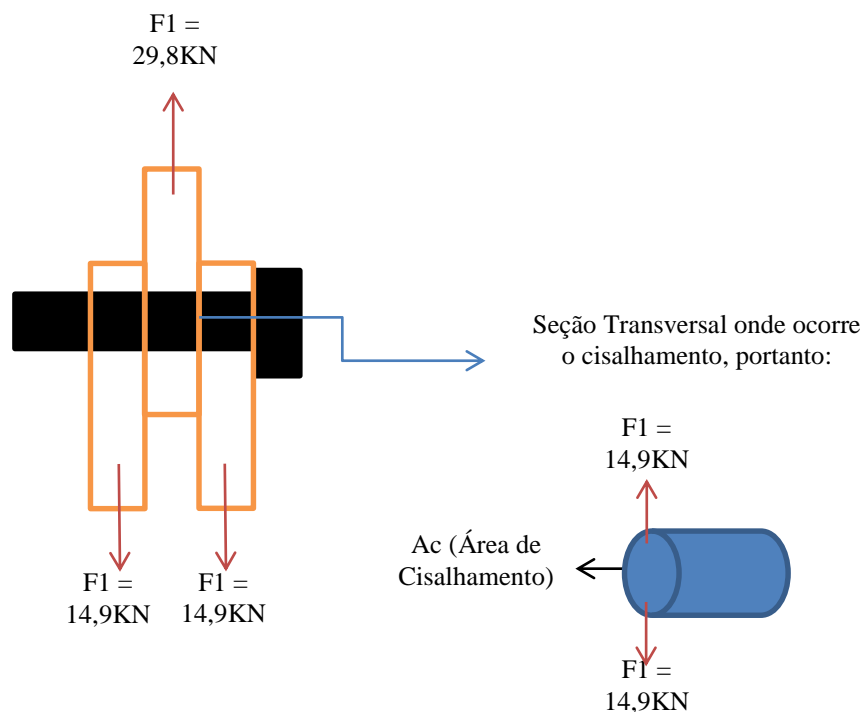 F1 =
29,8KN
Seção Transversal onde ocorre
o cisalhamento, portanto:
F1 =
14,9KN
Ac (Área de
Cisalhamento)
F1 =
14,9KN
F1 =
14,9KN
F1 =
14,9KN